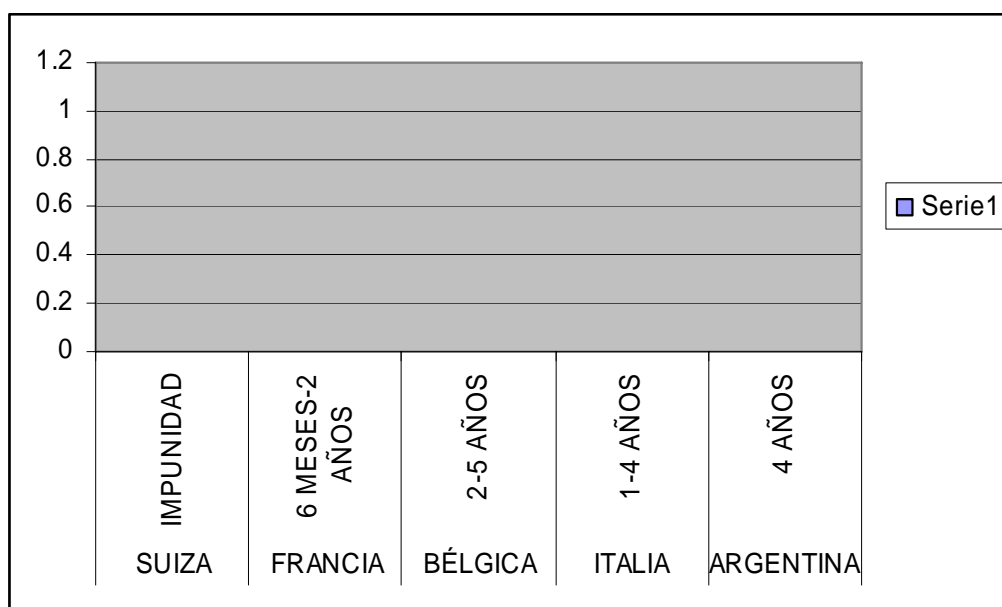 1.2
1
0.8
0.6
0.4
0.2
0
Serie1
IMPUNIDAD
6 MESES-2
AÑOS
2-5 AÑOS
1-4 AÑOS
4 AÑOS
SUIZA
FRANCIA
BÉLGICA
ITALIA
ARGENTINA